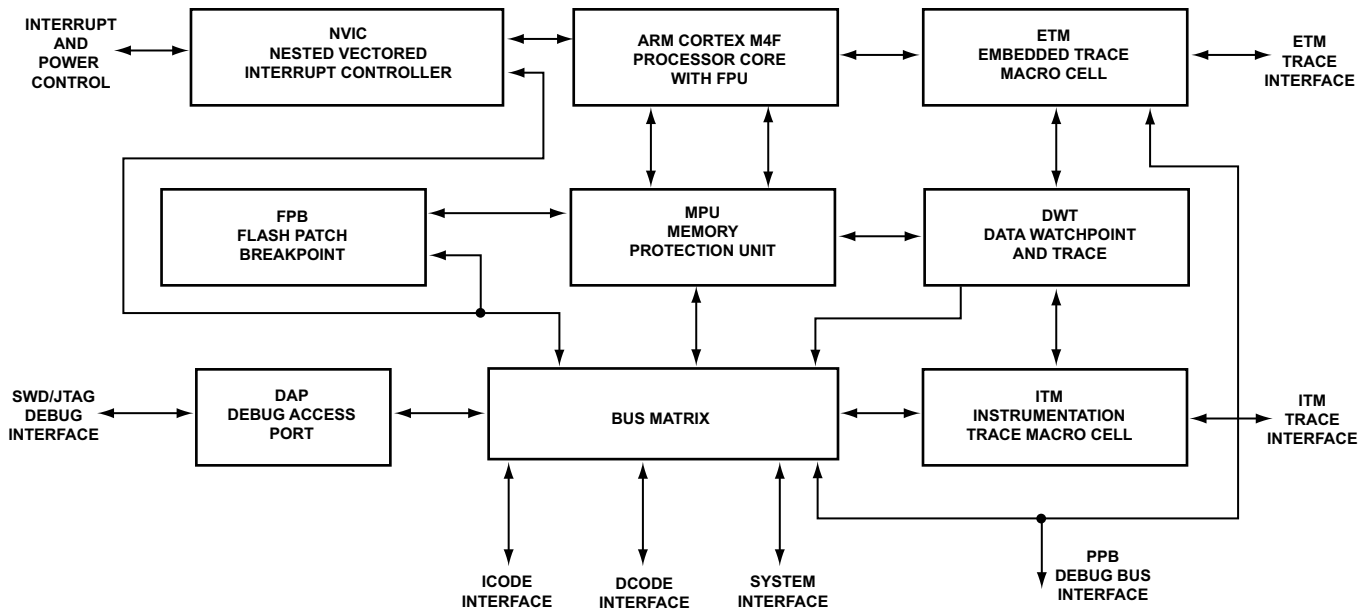 INTERRUPT
AND
POWER
CONTROL
NVIC
NESTED VECTORED
INTERRUPT CONTROLLER
ARM CORTEX M4F
PROCESSOR CORE
WITH FPU
ETM
EMBEDDED TRACE
MACRO CELL
ETM
TRACE
INTERFACE
FPB
FLASH PATCH
BREAKPOINT
MPU
MEMORY
PROTECTION UNIT
DWT
DATA WATCHPOINT
AND TRACE
SWD/JTAG
DEBUG
INTERFACE
DAP
DEBUG ACCESS
PORT
BUS MATRIX
ITM
INSTRUMENTATION
TRACE MACRO CELL
ITM
TRACE
INTERFACE
ICODE
INTERFACE
DCODE
INTERFACE
SYSTEM
INTERFACE
PPB
DEBUG BUS
INTERFACE